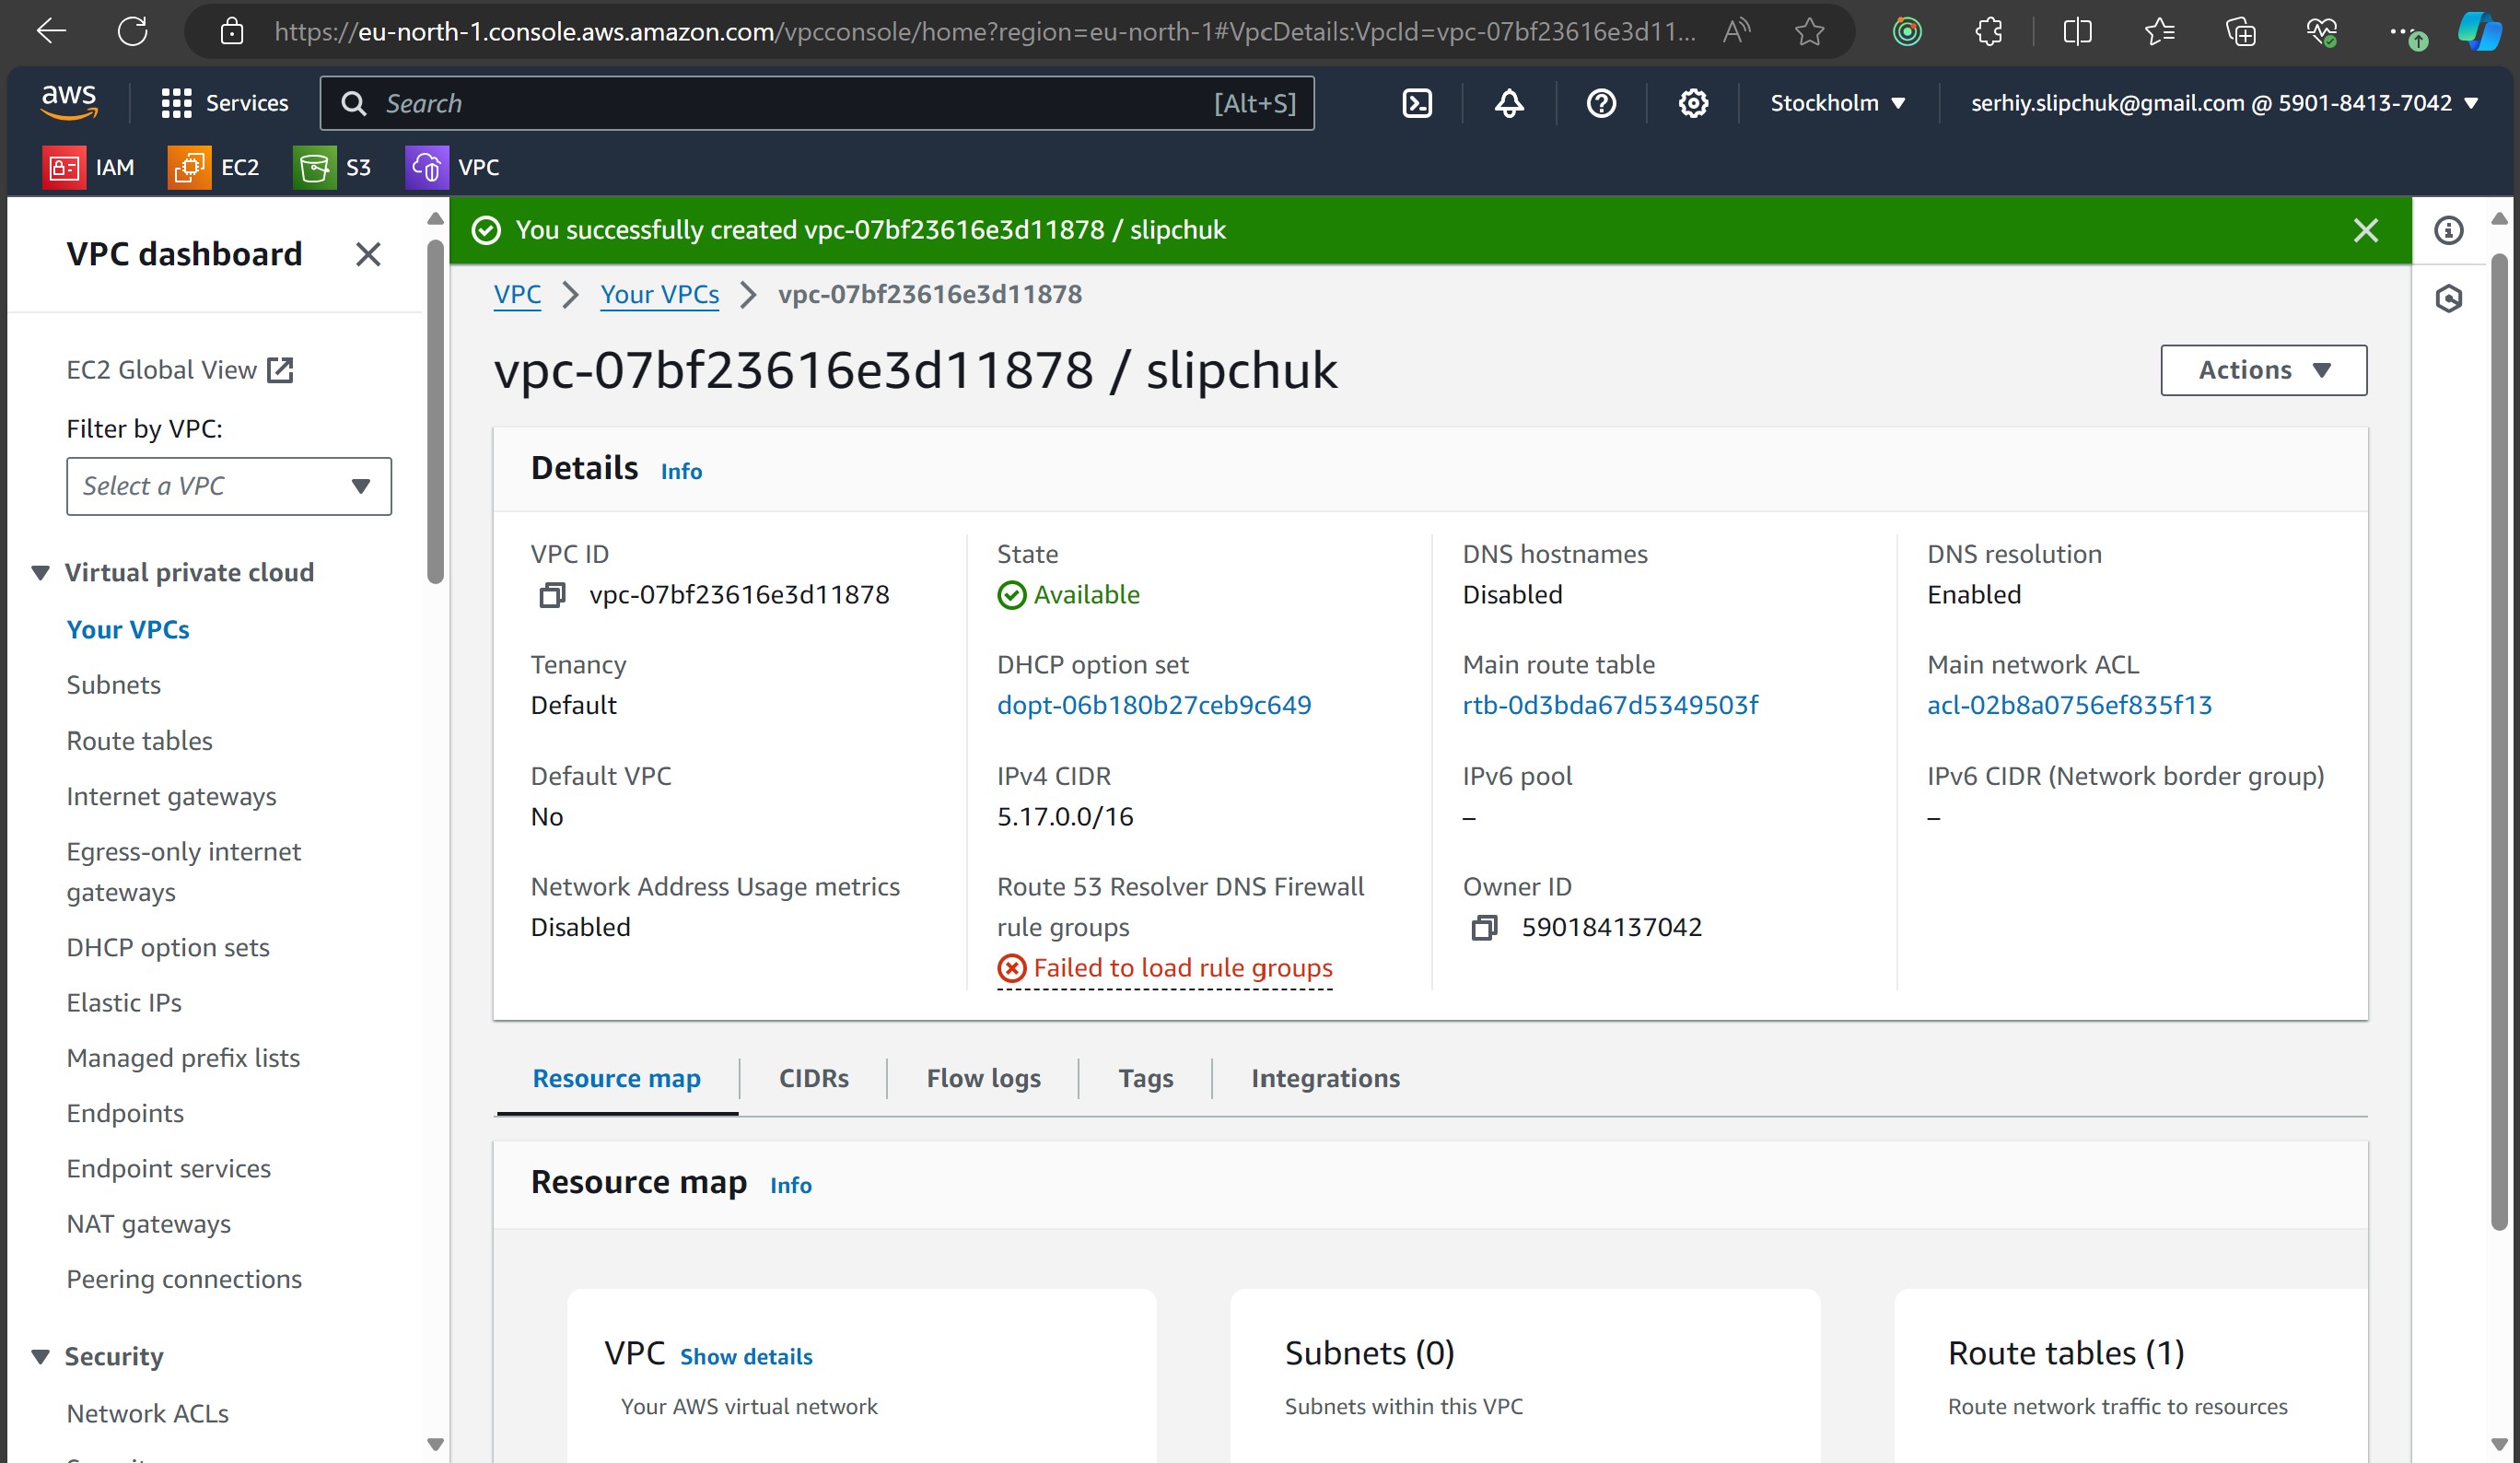 https://eu-north-1.console.aws.amazon.com/vpcconsole/home?region=eu-north-1#VpcDetails:VpcId=vpc-07bf23616e3d11...
aws
Services
Search
[Alt+S]
Stockholm
serhiy.slipchuk@gmail.com @ 5901-8413-7042
IAM
EC2
S3
VPC
VPC dashboard
EC2 Global View
Filter by VPC:
Select a VPC
Virtual private cloud
Your VPCs
Subnets
Route tables
Internet gateways
Egress-only internet
gateways
DHCP option sets
Elastic IPs
Managed prefix lists
Endpoints
Endpoint services
NAT gateways
Peering connections
Security
Network ACLs
You successfully created vpc-07bf23616e3d11878 / slipchuk
VPC
Your VPCs
vpc-07bf23616e3d11878
vpc-07bf23616e3d11878 / slipchuk
Actions
Details
Info
VPC ID
vpc-07bf23616e3d11878
State
Available
DNS hostnames
Disabled
DNS resolution
Enabled
Tenancy
Default
DHCP option set
dopt-06b180b27ceb9c649
Main route table
rtb-0d3bda67d5349503f
Main network ACL
acl-02b8a0756ef835f13
Default VPC
No
IPv4 CIDR
5.17.0.0/16
IPv6 pool
–
IPv6 CIDR (Network border group)
–
Network Address Usage metrics
Disabled
Route 53 Resolver DNS Firewall
rule groups
Failed to load rule groups
Owner ID
590184137042
Resource map
CIDRs
Flow logs
Tags
Integrations
Resource map
Info
VPC
Show details
Your AWS virtual network
Subnets (0)
Subnets within this VPC
Route tables (1)
Route network traffic to resources